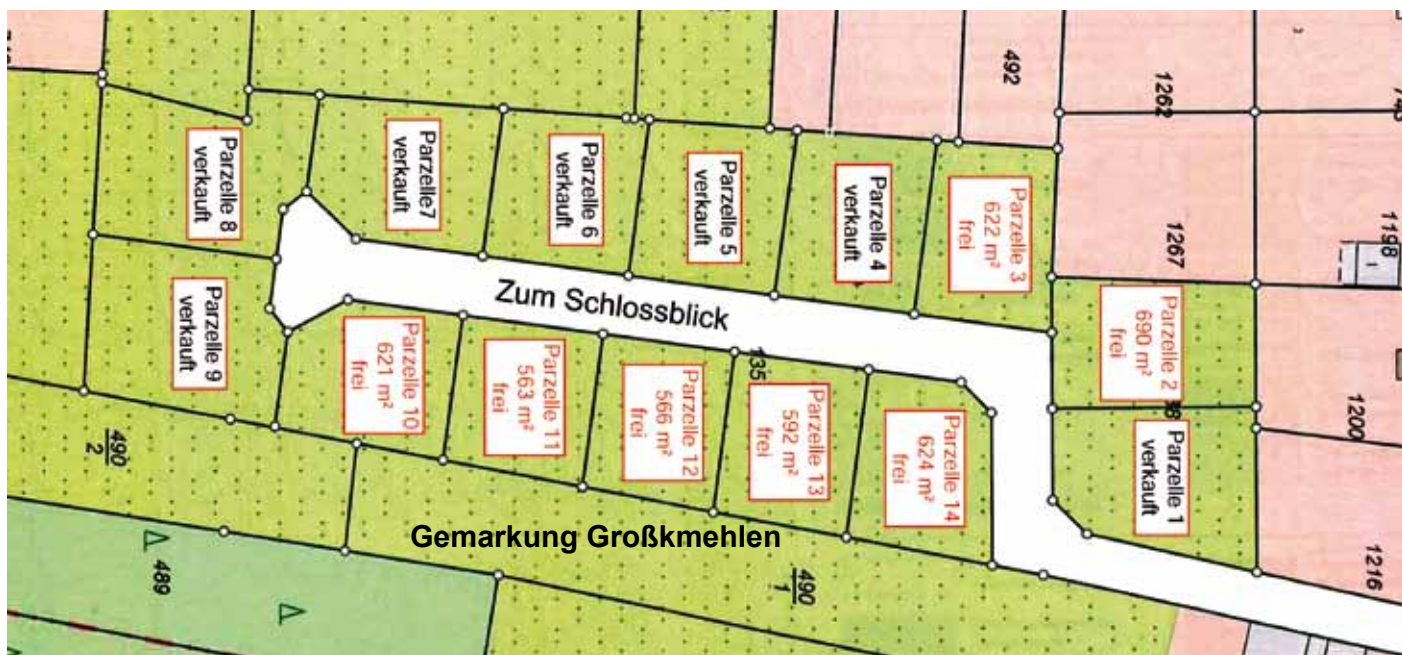 492
1262
1267
1198
1200
1216
Parzelle 8
verkauft
Parzelle7
verkauft
Parzelle 6
verkauft
Parzelle 5
verkauft
Parzelle 4
verkauft
Parzelle 3
622 m²
frei
Parzelle 2
690 m²
frei
Parzelle 1
verkauft
Parzelle 9
verkauft
Zum Schlossblick
Parzelle 10
621 m²
frei
Parzelle 11
563 m²
frei
Parzelle 12
566 m²
frei
135
Parzelle 13
592 m²
frei
Parzelle 14
624 m²
frei
490
2
Gemarkung Großkmehlen
490
1
489